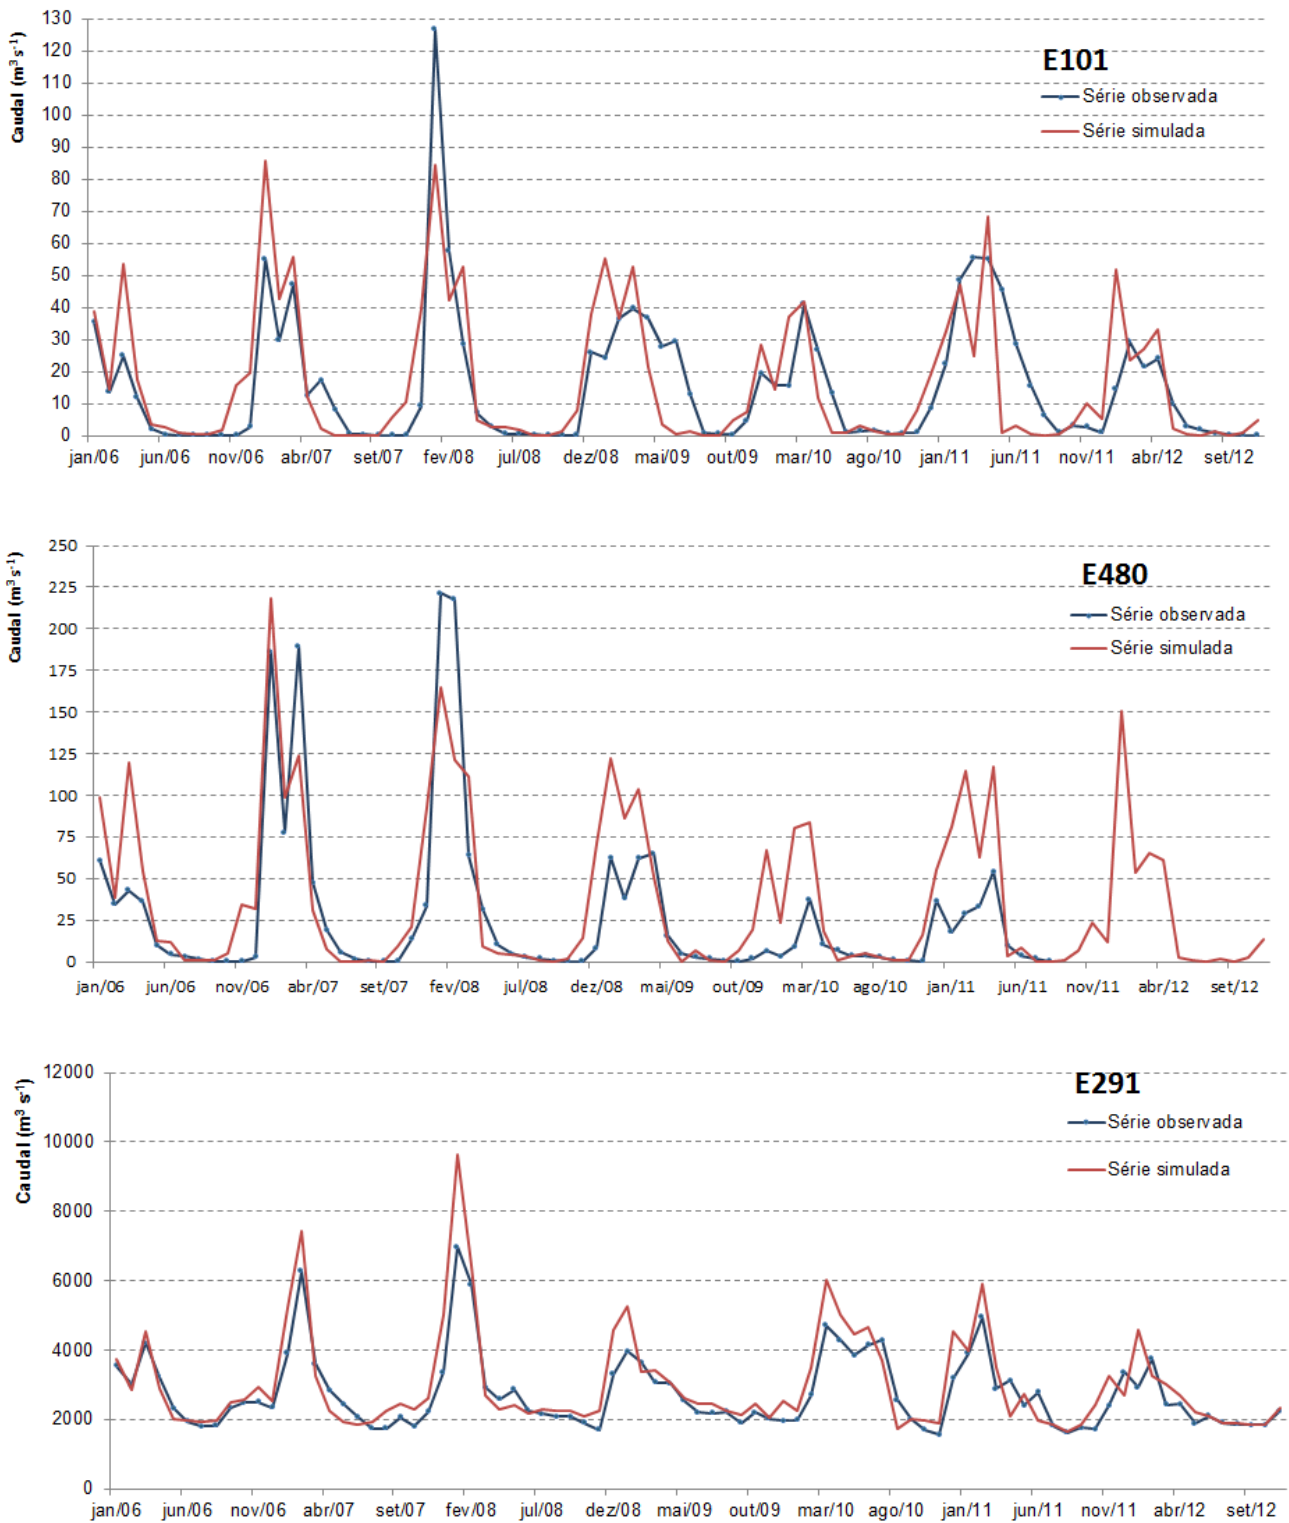 130
120
110
100
90
80
70
60
50
40
30
20
10
0
Caudal (m³ s⁻¹)
E101
Série observada
Série simulada
jan/06 jun/06 nov/06 abr/07 set/07 fev/08 jul/08 dez/08 mai/09 out/09 mar/10 ago/10 jan/11 jun/11 nov/11 abr/12 set/12
250
225
200
175
150
125
100
75
50
25
0
Caudal (m³ s⁻¹)
E480
Série observada
Série simulada
jan/06 jun/06 nov/06 abr/07 set/07 fev/08 jul/08 dez/08 mai/09 out/09 mar/10 ago/10 jan/11 jun/11 nov/11 abr/12 set/12
12000
10000
8000
6000
4000
2000
0
Caudal (m³ s⁻¹)
E291
Série observada
Série simulada
jan/06 jun/06 nov/06 abr/07 set/07 fev/08 jul/08 dez/08 mai/09 out/09 mar/10 ago/10 jan/11 jun/11 nov/11 abr/12 set/12